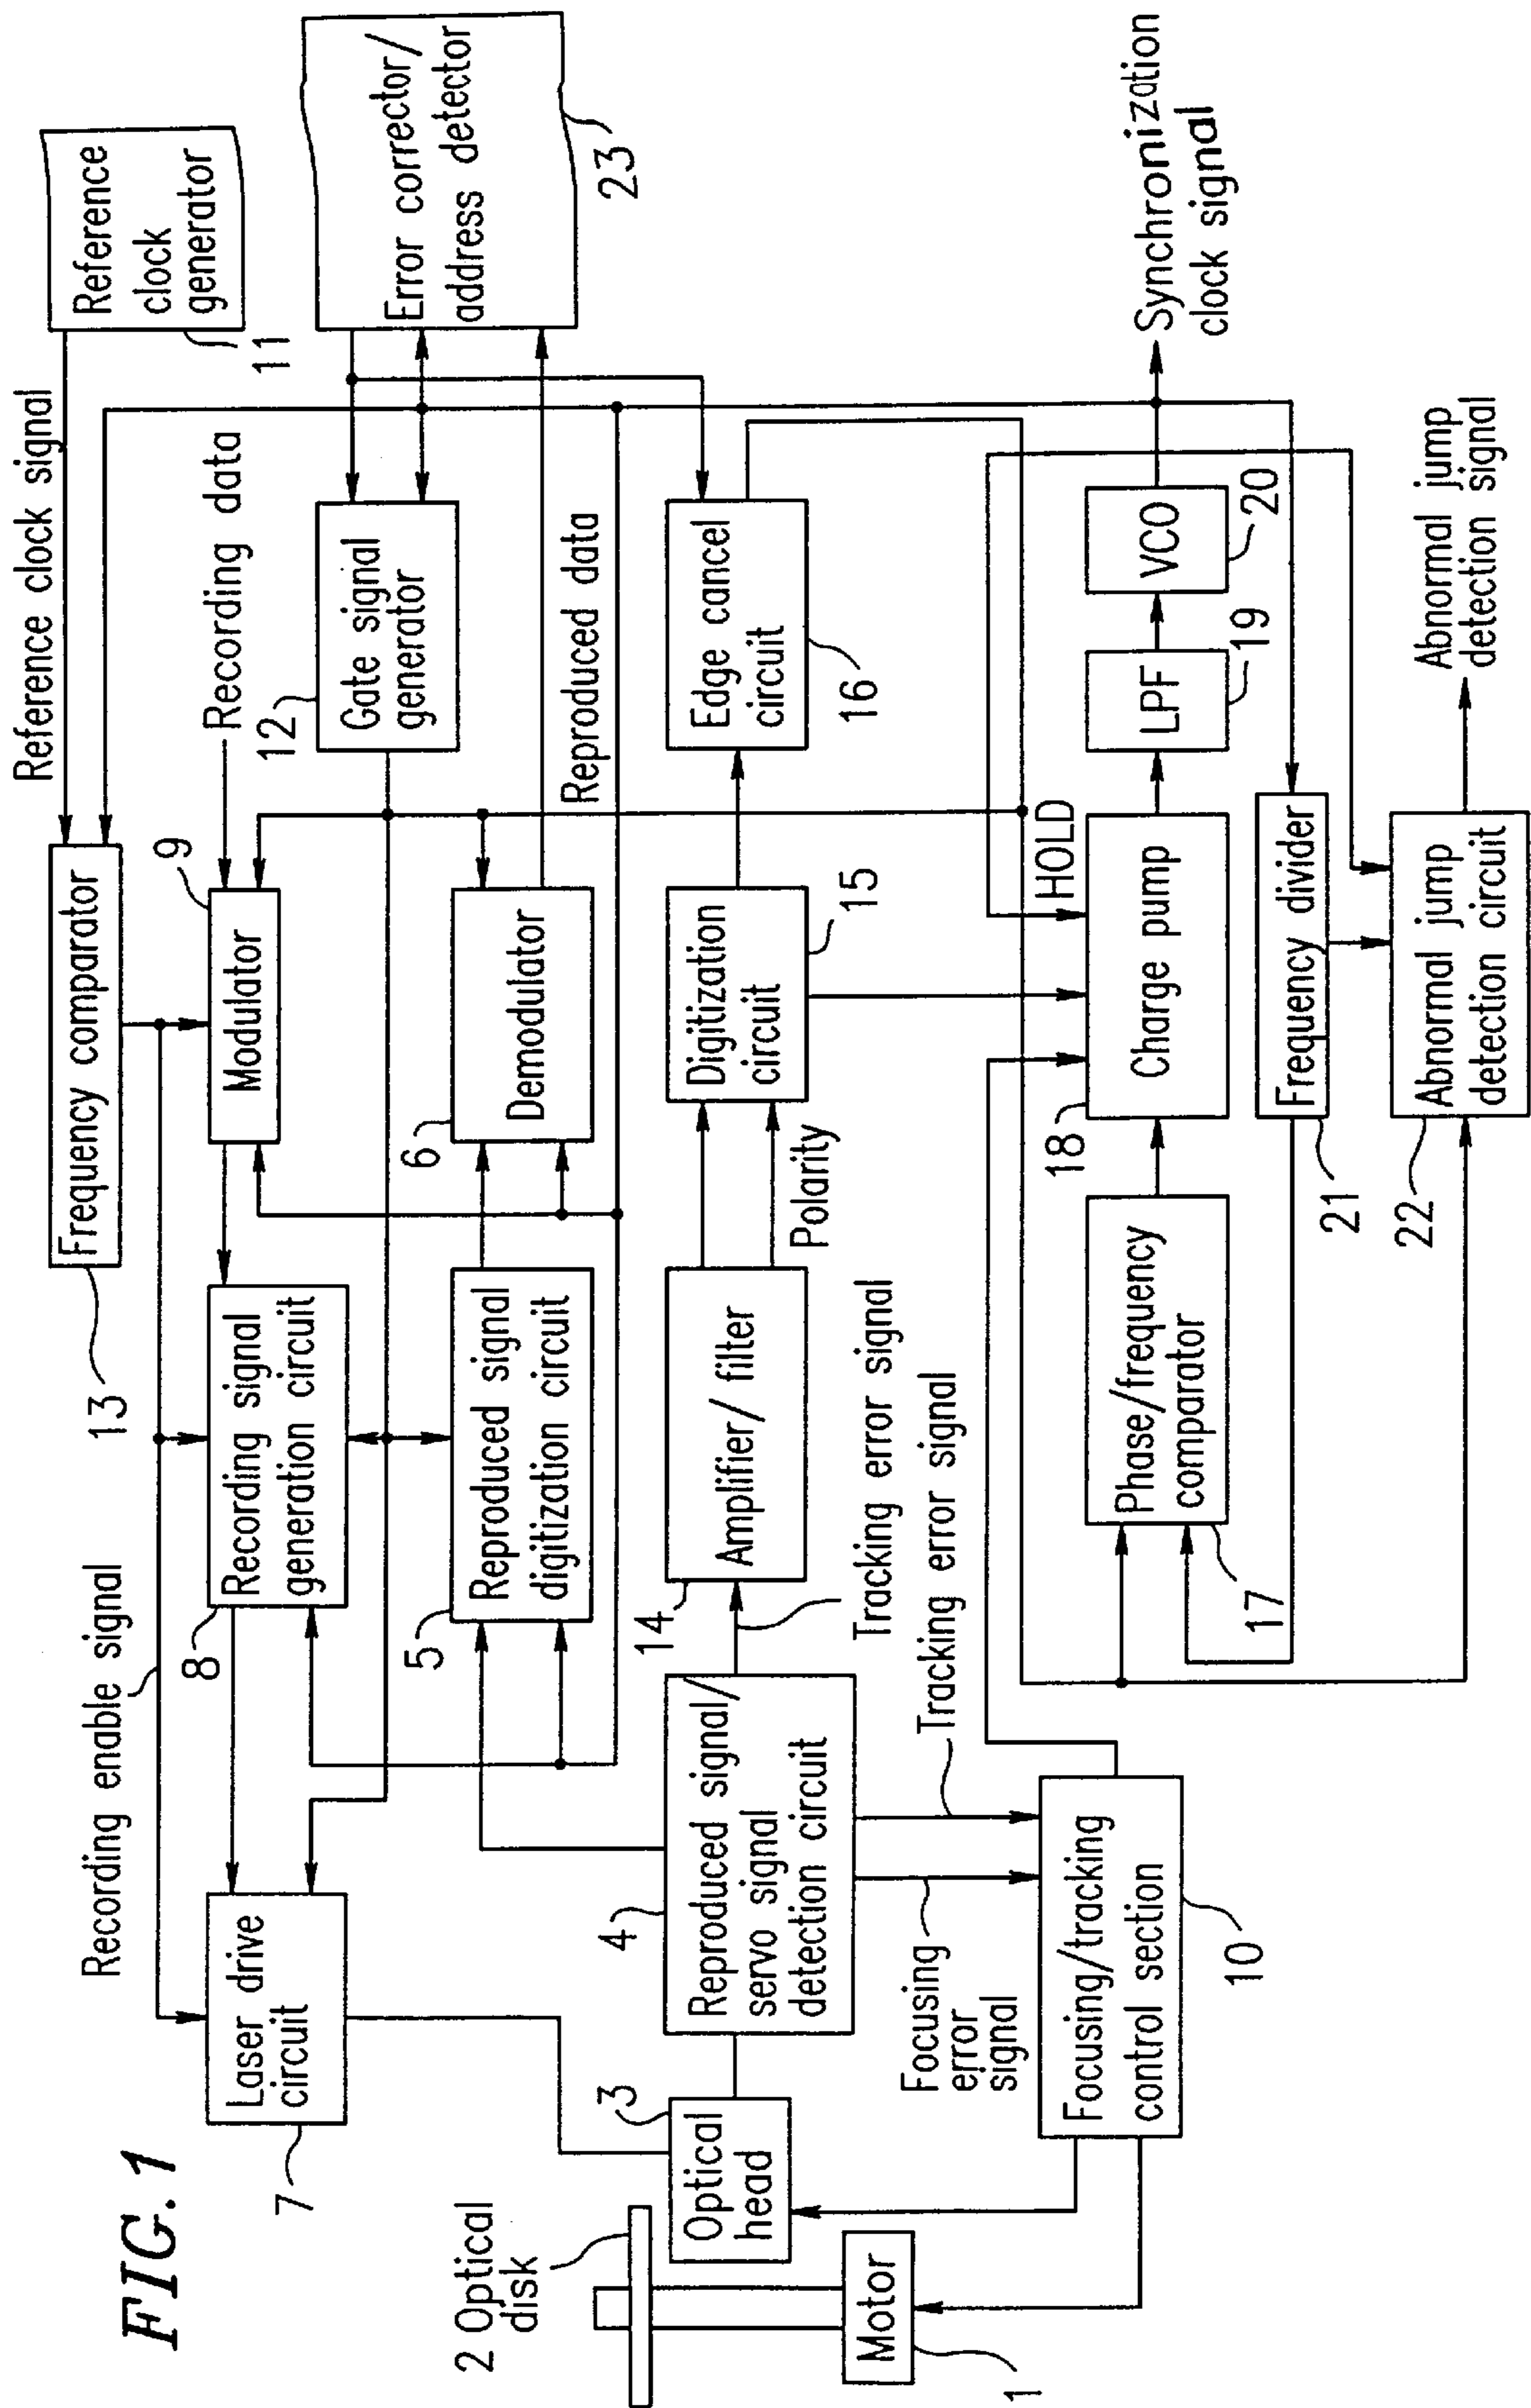 FIG. 1
Reference clock signal
Reference
clock
generator
11
Frequency comparator
13
Recording enable signal
Recording data
Laser drive
circuit
7
Recording signal
generation circuit
8
Modulator
9
Gate signal
generator
12
Error corrector/
address detector
23
Reproduced signal
digitization circuit
5
Demodulator
6
Reproduced data
2 Optical
disk
Optical
head
3
Reproduced signal/
servo signal
detection circuit
4
Amplifier/ filter
14
Polarity
Digitization
circuit
15
Edge cancel
circuit
16
Tracking error signal
Tracking error signal
Focusing
error
signal
Motor
1
Focusing/tracking
control section
10
Phase/frequency
comparator
17
HOLD
Charge pump
18
LPF
19
VCO
20
Synchronization
clock signal
Frequency divider
21
Abnormal jump
detection circuit
22
Abnormal jump
detection signal